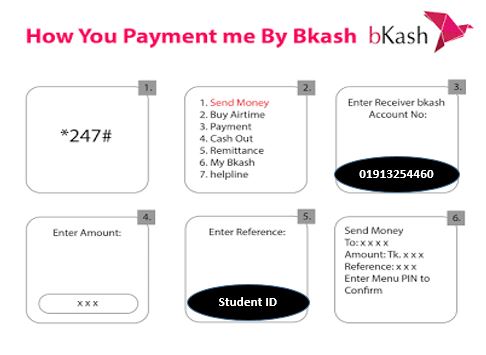 How You Payment me By Bkash bKash
1.
*247#
2.
1. Send Money
2. Buy Airtime
3. Payment
4. Cash Out
5. Remittance
6. My Bkash
7. helpline
3.
Enter Receiver bkash
Account No:
01913254460
4.
Enter Amount:
x x x
5.
Enter Reference:
Student ID
6.
Send Money
To: x x x x
Amount: Tk. x x x
Reference: x x x
Enter Menu PIN to
Confirm